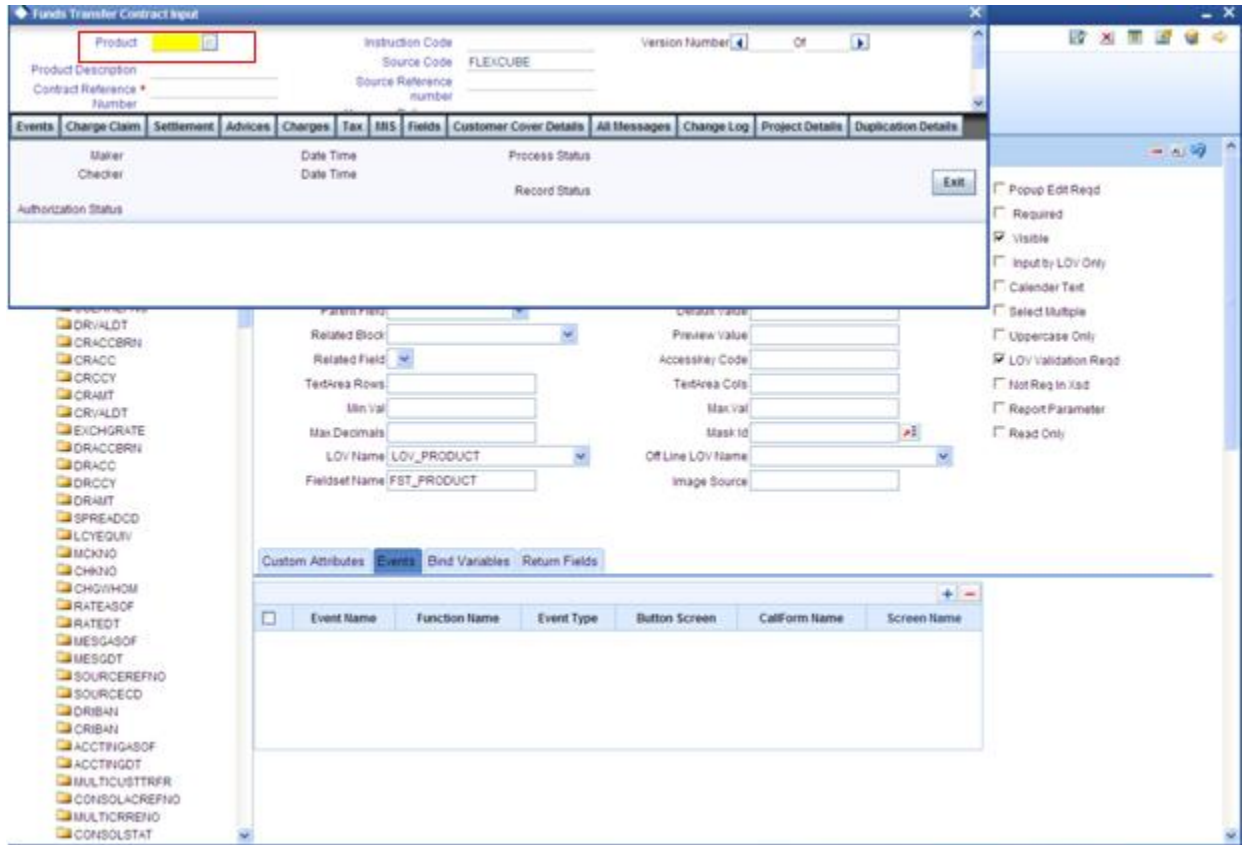 Funds Transfer Contract Input
Product
Instruction Code
Version Number
Of
Source Code FLEXCUBE
Product Description
Source Reference number
Contract Reference * Number
Events Charge Claim Settlement Advices Charges Tax MIS Fields Customer Cover Details All Messages Change Log Project Details Duplication Details
Maker
Date Time
Process Status
Checker
Date Time
Record Status
Exit
Authorization Status
Popup Edit Reqd
Required
Visible
Input by LOV Only
Calender Text
Select Multiple
Uppercase Only
LOV Validation Reqd
Not Req In Xsd
Report Parameter
Read Only
Parent Field
Default Value
Related Block
Preview Value
Related Field
Accesskey Code
TextArea Rows
TextArea Cols
Min Val
Max Val
Max Decimals
Mask Id
LOV Name LOV_PRODUCT
Off Line LOV Name
Fieldset Name FST_PRODUCT
Image Source
DRVALDT
CRACCBRN
CRACC
CRCCY
CRAMT
CRVALDT
EXCHGRATE
DRACCBRN
DRACC
DRCCY
DRAMT
SPREADCD
LCYEQUIV
MCKNO
CHKNO
CHGWHOM
RATEASOF
RATEDT
MESGASOF
MESGDT
SOURCEREFNO
SOURCECD
DRIBAN
CRIBAN
ACCTINGASOF
ACCTINGDT
MULTICUSTTRFR
CONSOLACREFNO
MULTICRRENO
CONSOLSTAT
Custom Attributes Events Bind Variables Return Fields
Event Name Function Name Event Type Button Screen CallForm Name Screen Name